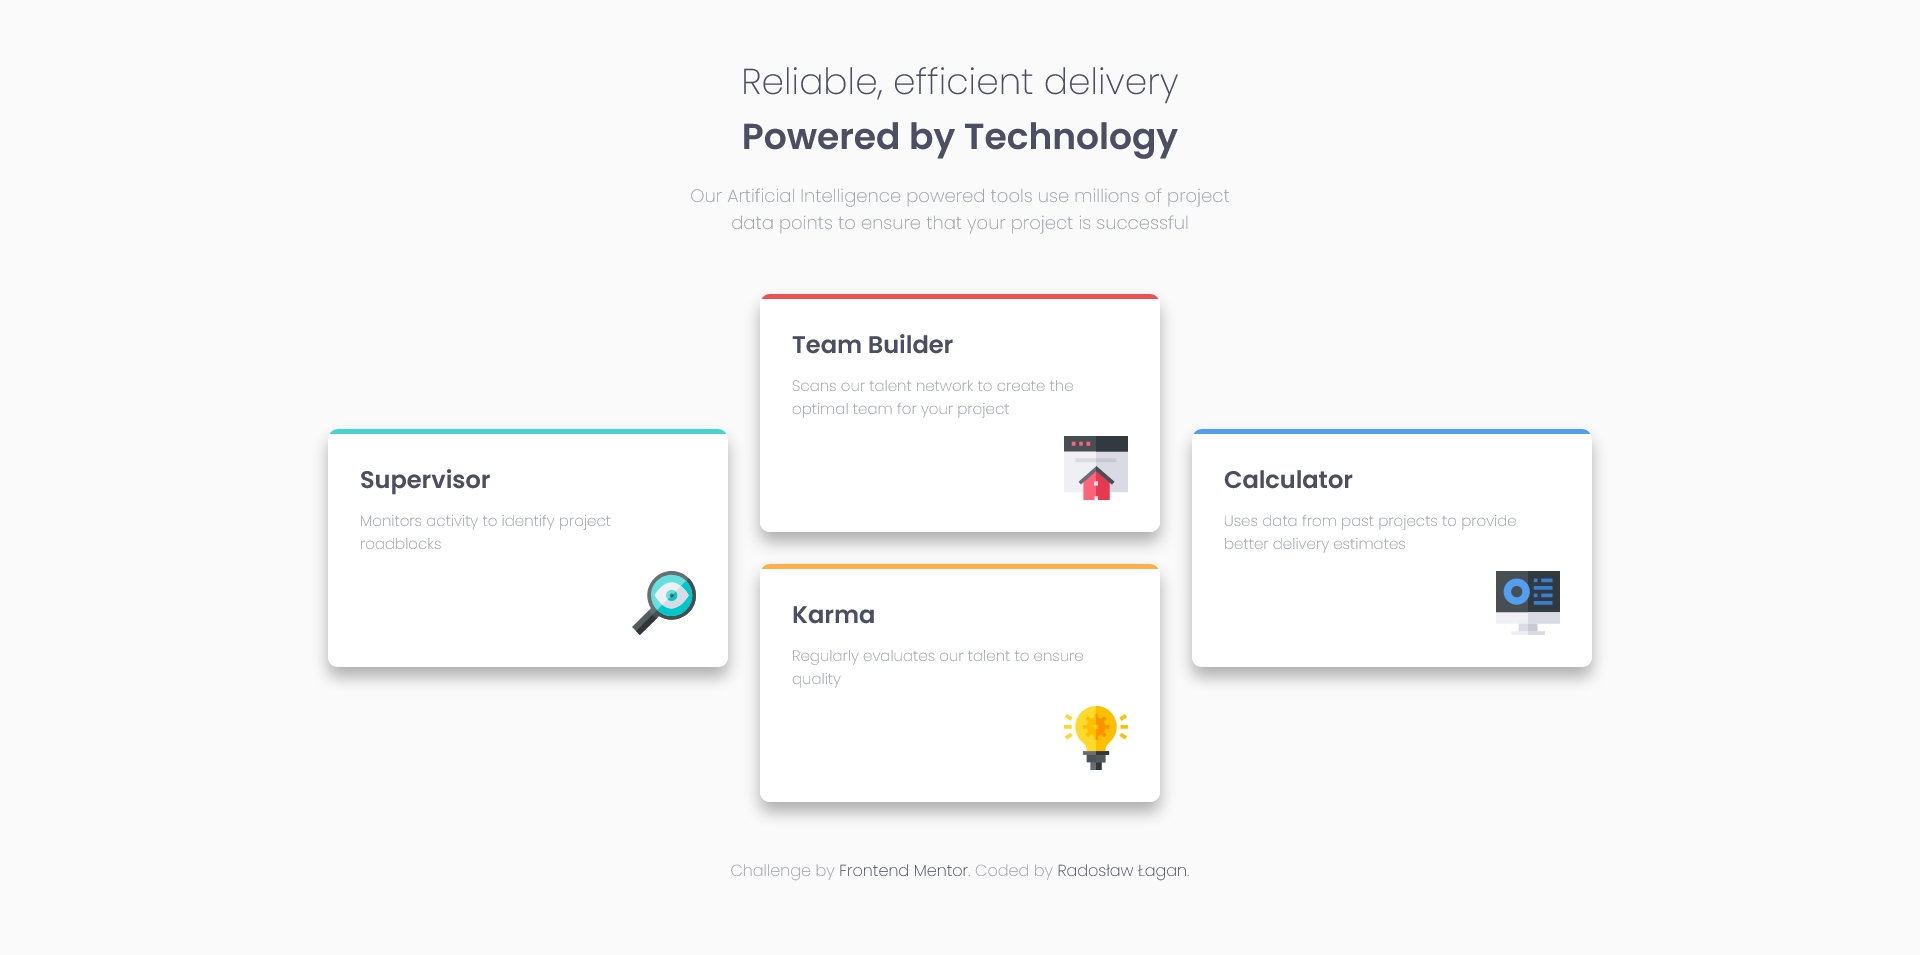 Reliable, efficient delivery
Powered by Technology
Our Artificial Intelligence powered tools use millions of project
data points to ensure that your project is successful
Supervisor
Monitors activity to identify project
roadblocks
Team Builder
Scans our talent network to create the
optimal team for your project
Karma
Regularly evaluates our talent to ensure
quality
Calculator
Uses data from past projects to provide
better delivery estimates
Challenge by Frontend Mentor. Coded by Radosław Łagan.